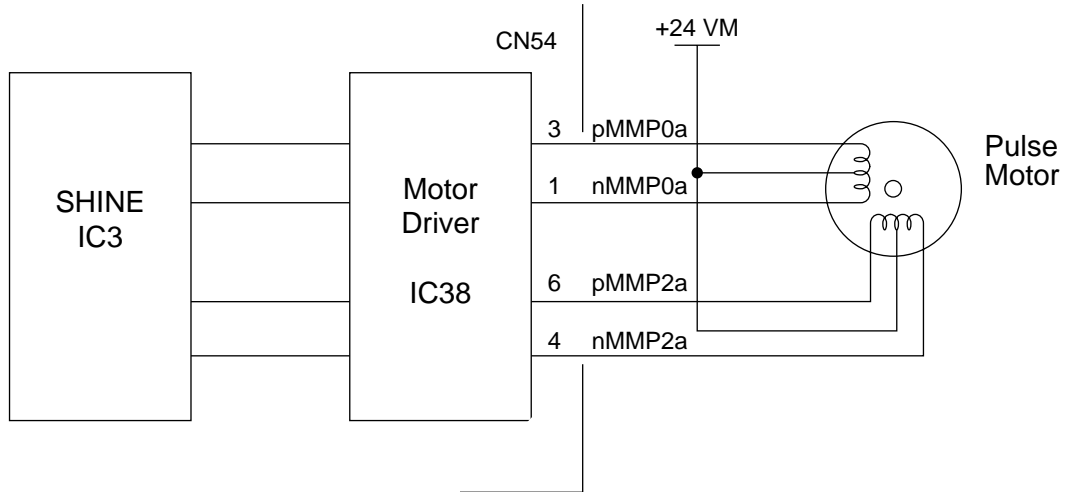 CN54
+24 VM
SHINE
IC3
Motor
Driver
IC38
3 pMMP0a
1 nMMP0a
6 pMMP2a
4 nMMP2a
Pulse
Motor